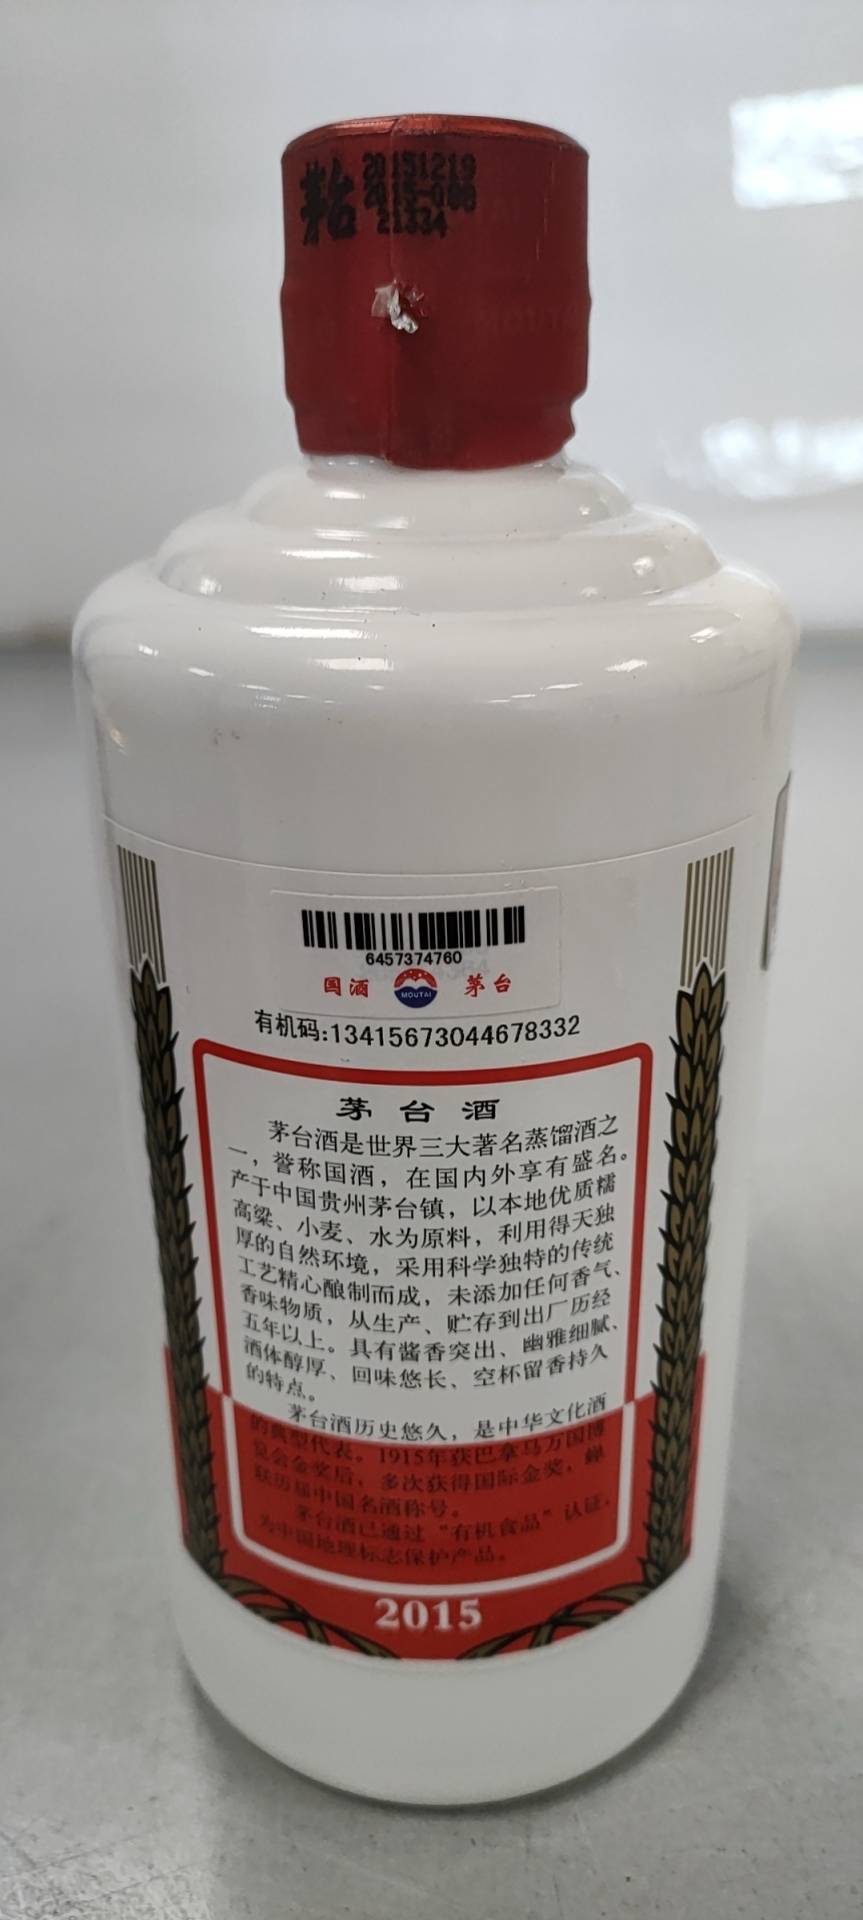 茅台
20151219
2015-088
21334
6457374760
国酒
MOUTAI
茅台
有机码:13415673044678332
茅台酒
茅台酒是世界三大著名蒸馏酒之
一，誉称国酒，在国内外享有盛名。
产于中国贵州茅台镇，以本地优质糯
高粱、小麦、水为原料，利用得天独
厚的自然环境，采用科学独特的传统
工艺精心酿制而成，未添加任何香气、
香味物质，从生产、贮存到出厂历经
五年以上。具有酱香突出、幽雅细腻、
酒体醇厚、回味悠长、空杯留香持久
的特点。
茅台酒历史悠久，是中华文化酒
的典型代表。1915年获巴拿马万国博
览会金奖后，多次获得国际金奖，蝉
联历届中国名酒称号。
茅台酒已通过“有机食品”认证，
为中国地理标志保护产品。
2015